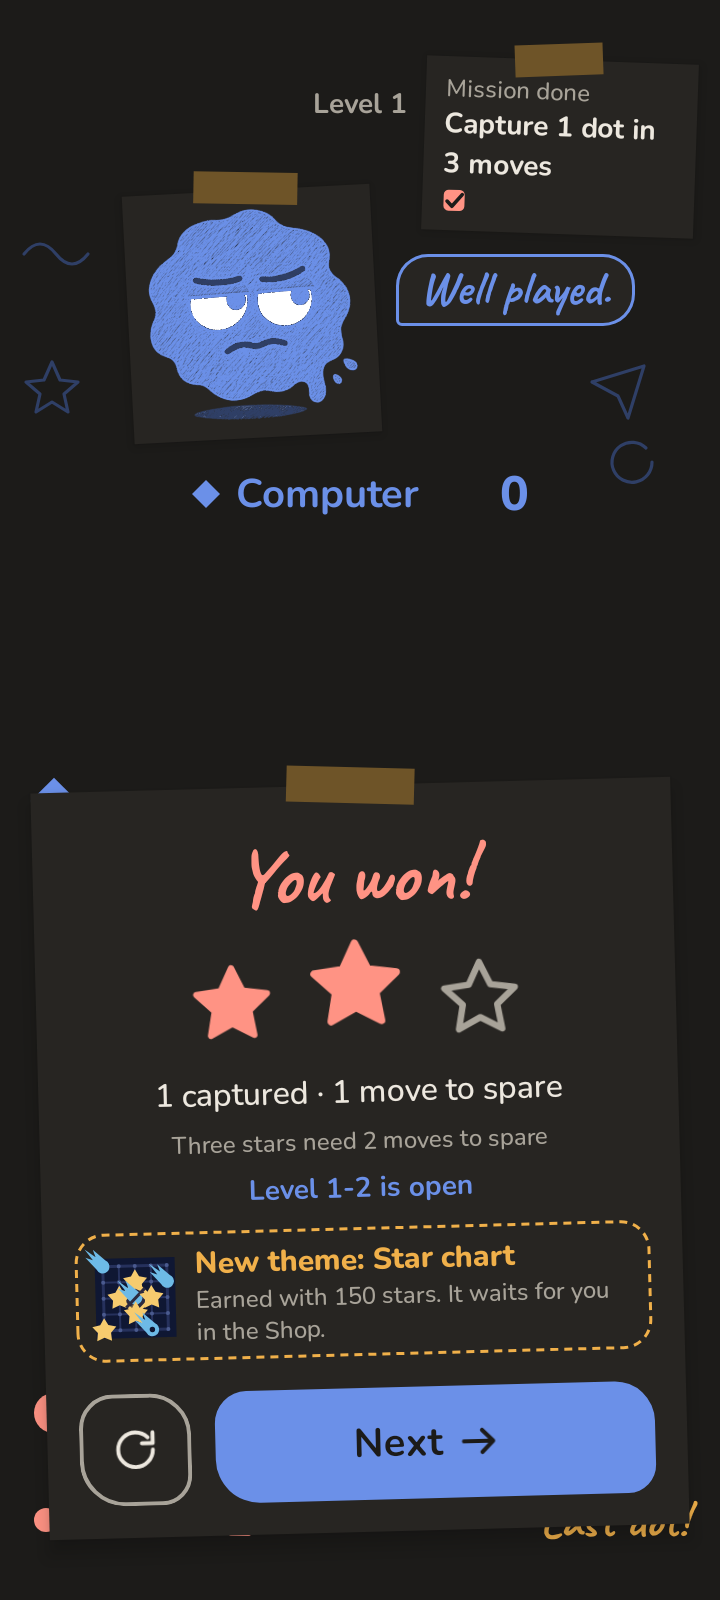 Level 1
Mission done
Capture 1 dot in
3 moves
Well played.
Computer 0
You won!
1 captured · 1 move to spare
Three stars need 2 moves to spare
Level 1-2 is open
New theme: Star chart
Earned with 150 stars. It waits for you
in the Shop.
Next →
Last dot!